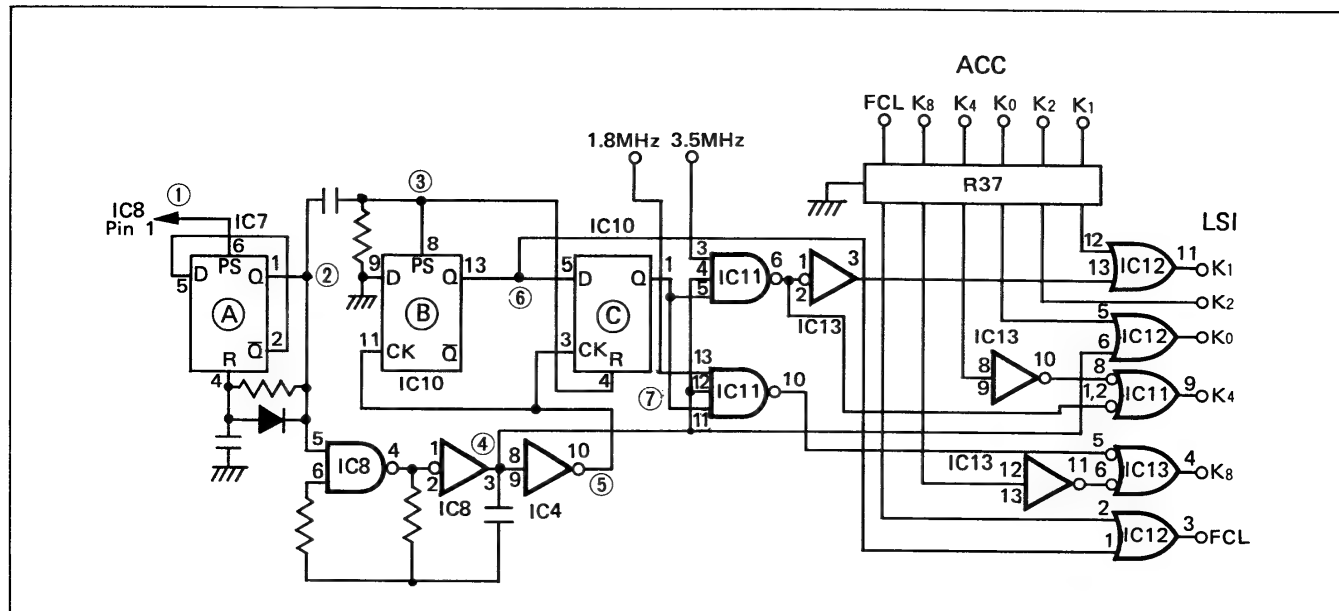 ACC
FCL K8 K4 K0 K2 K1
1.8MHz 3.5MHz
R37
LSI
①
IC8
Pin 1
IC7
6
PS
D Q 1
5
②
Ⓐ
R Q̄ 2
4
③
8
PS
9 D Q 13
Ⓑ
11 CK Q̄
IC10
IC10
⑥
5 D Q 1
Ⓒ
3 CK R
4
3
4 IC11 6
5
1 3
2
IC13
13
12 IC11 10
11
⑦
12
13 IC12 11 K1
K2
5
6 IC12 K0
IC13
8 10
9
8
1,2 IC11 9 K4
IC13
12 11
13
5
6 IC13 4 K8
2
1 IC12 3 FCL
5
6 IC8 4
1 ④
2 3
IC8
8 10
9 ⑤
IC4